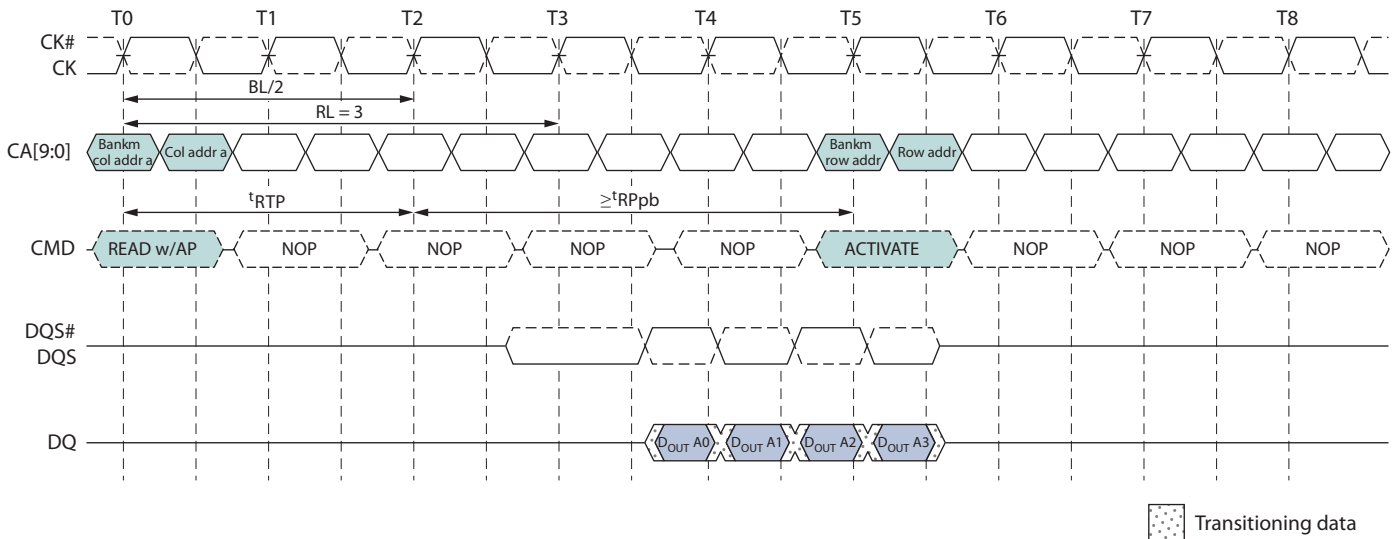 T0 T1 T2 T3 T4 T5 T6 T7 T8
CK#
CK
BL/2
RL = 3
CA[9:0]
Bankm
col addr a
Col addr a
Bankm
row addr
Row addr
tRTP
≥tRPpb
CMD
READ w/AP NOP NOP NOP NOP ACTIVATE NOP NOP NOP
DQS#
DQS
DQ
DOUT A0 DOUT A1 DOUT A2 DOUT A3
Transitioning data